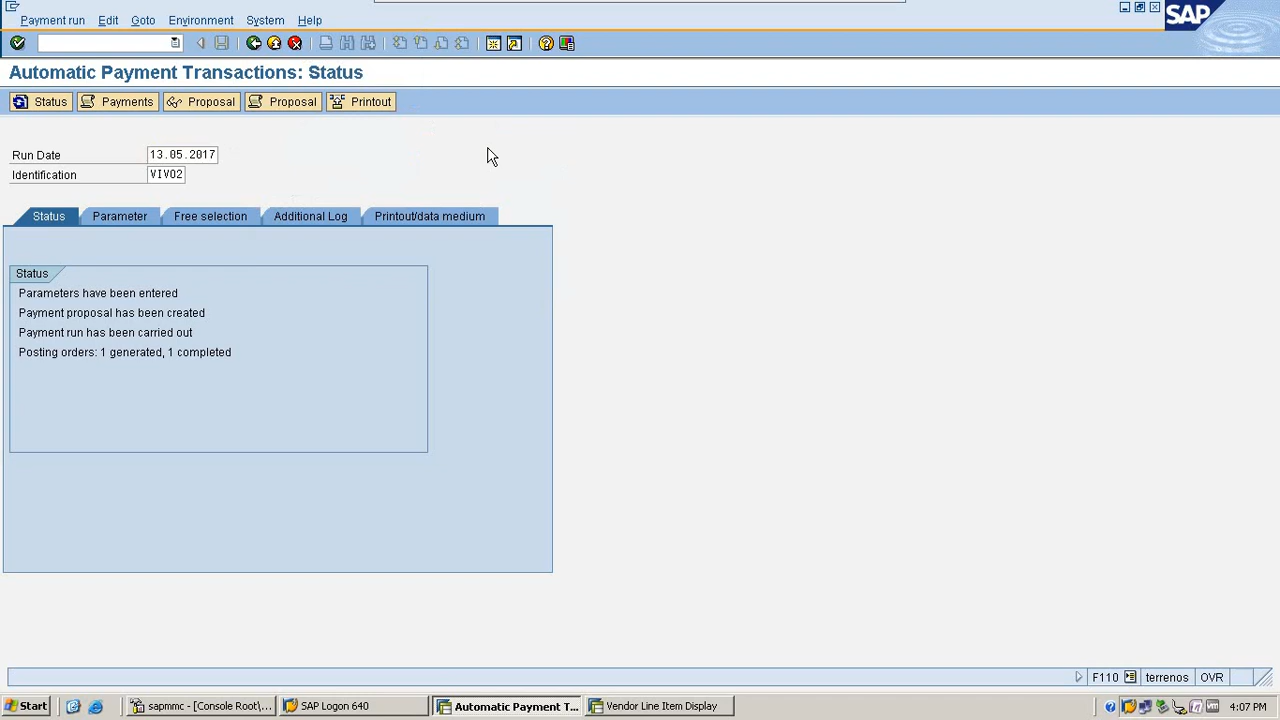 Payment run Edit Goto Environment System Help
SAP
Automatic Payment Transactions: Status
Status Payments Proposal Proposal Printout
Run Date 13.05.2017
Identification VIV02
Status Parameter Free selection Additional Log Printout/data medium
Status
Parameters have been entered
Payment proposal has been created
Payment run has been carried out
Posting orders: 1 generated, 1 completed
F110 terrenos OVR
Start sapmmc - [Console Root\... SAP Logon 640 Automatic Payment T... Vendor Line Item Display 4:07 PM